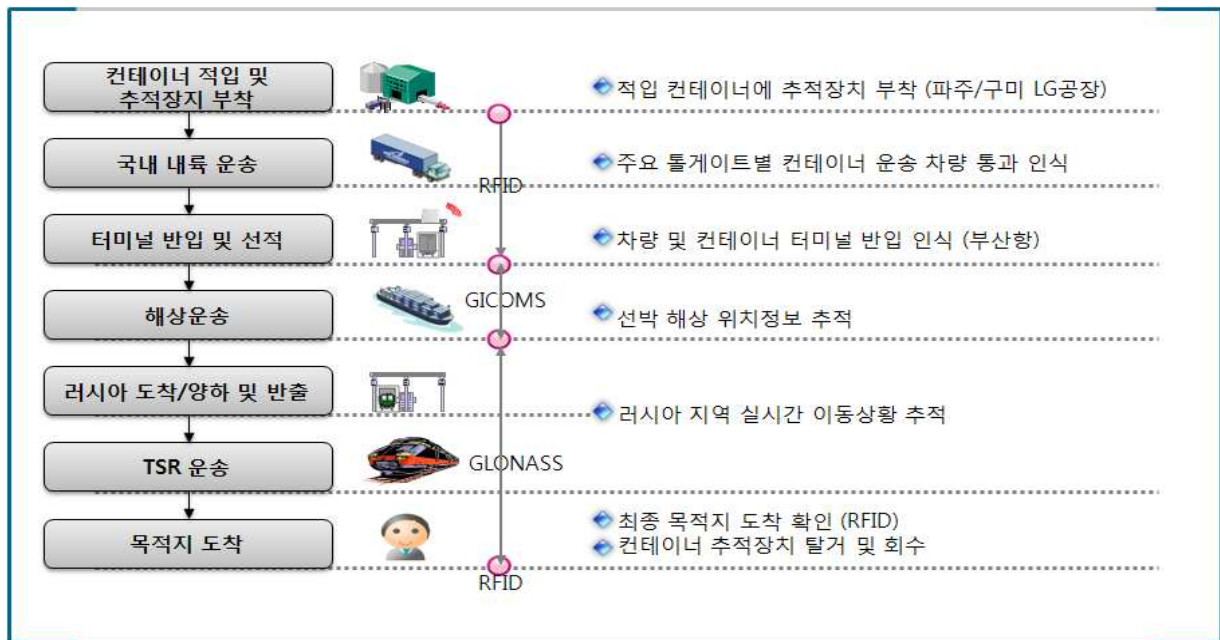 컨테이너 적입 및
추적장지 부착
적입 컨테이너에 추적장치 부착 (파주/구미 LG공장)
국내 내륙 운송
RFID
주요 톨게이트별 컨테이너 운송 차량 통과 인식
터미널 반입 및 선적
차량 및 컨테이너 터미널 반입 인식 (부산항)
해상운송
GICOMS
선박 해상 위치정보 추적
러시아 도착/양하 및 반출
러시아 지역 실시간 이동상황 추적
TSR 운송
GLONASS
목적지 도착
최종 목적지 도착 확인 (RFID)
컨테이너 추적장치 탈거 및 회수
RFID